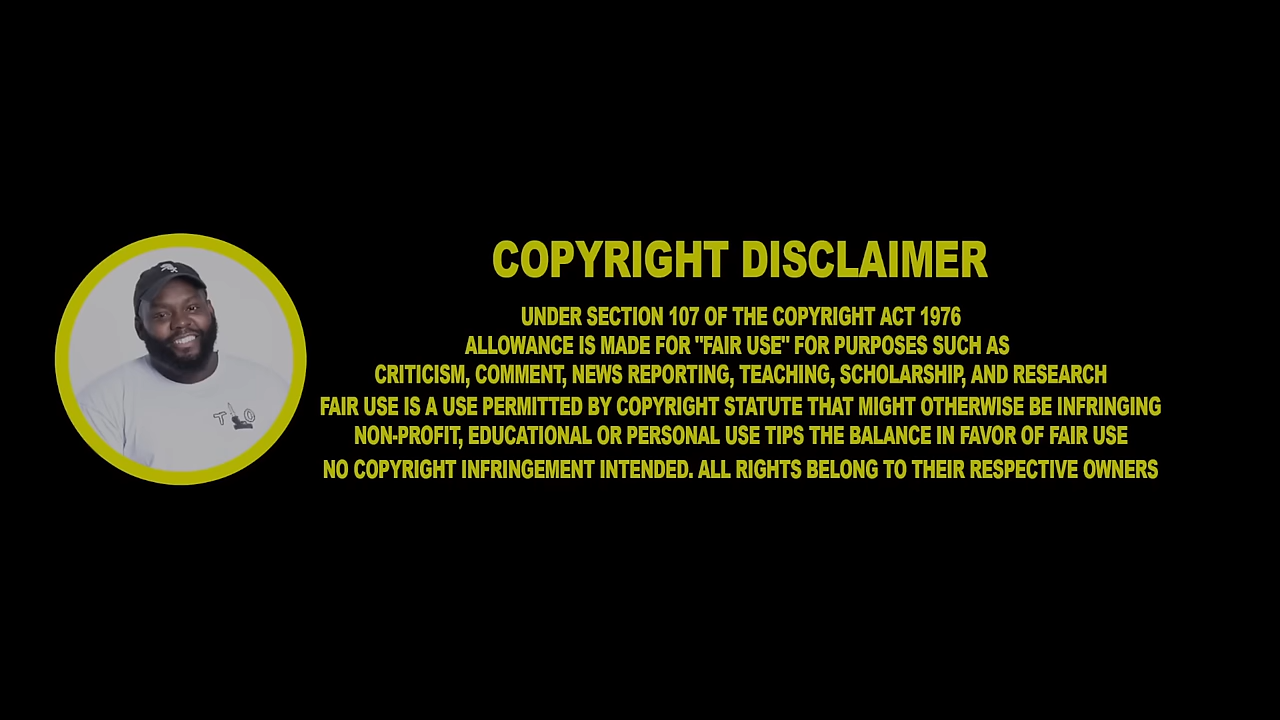 COPYRIGHT DISCLAIMER
UNDER SECTION 107 OF THE COPYRIGHT ACT 1976
ALLOWANCE IS MADE FOR "FAIR USE" FOR PURPOSES SUCH AS
CRITICISM, COMMENT, NEWS REPORTING, TEACHING, SCHOLARSHIP, AND RESEARCH
FAIR USE IS A USE PERMITTED BY COPYRIGHT STATUTE THAT MIGHT OTHERWISE BE INFRINGING
NON-PROFIT, EDUCATIONAL OR PERSONAL USE TIPS THE BALANCE IN FAVOR OF FAIR USE
NO COPYRIGHT INFRINGEMENT INTENDED. ALL RIGHTS BELONG TO THEIR RESPECTIVE OWNERS